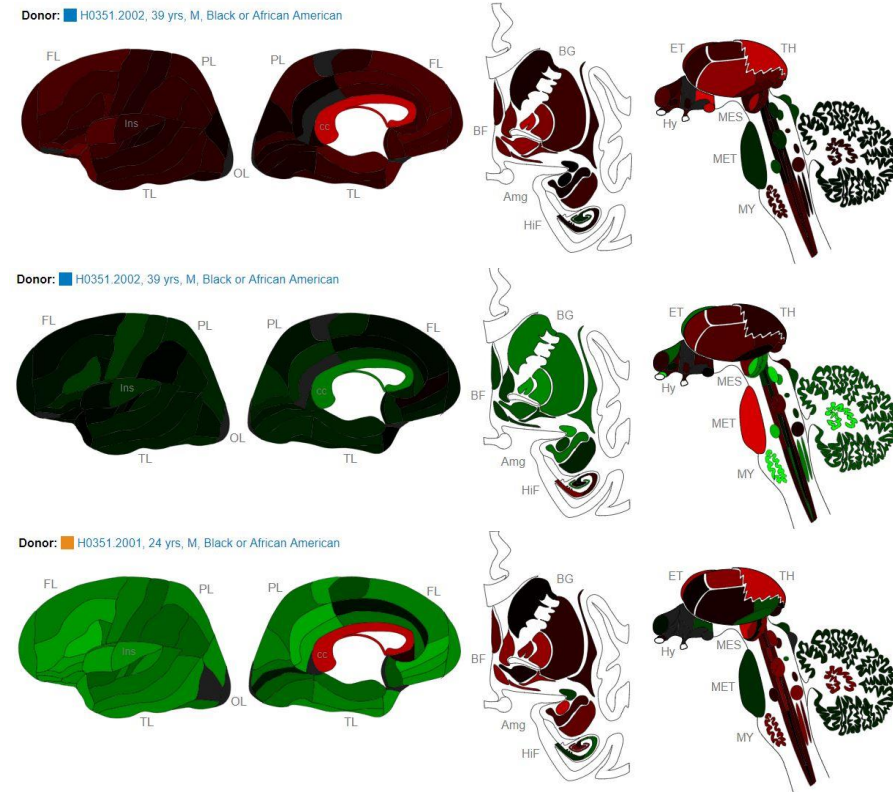 Donor: H0351.2002, 39 yrs, M, Black or African American
FL
PL
Ins
OL
TL
PL
FL
cc
TL
BG
BF
Amg
HiF
ET
TH
Hy
MES
MET
MY
Donor: H0351.2002, 39 yrs, M, Black or African American
FL
PL
Ins
OL
TL
PL
FL
cc
TL
BG
BF
Amg
HiF
ET
TH
Hy
MES
MET
MY
Donor: H0351.2001, 24 yrs, M, Black or African American
FL
PL
Ins
OL
TL
PL
FL
cc
TL
BG
BF
Amg
HiF
ET
TH
Hy
MES
MET
MY